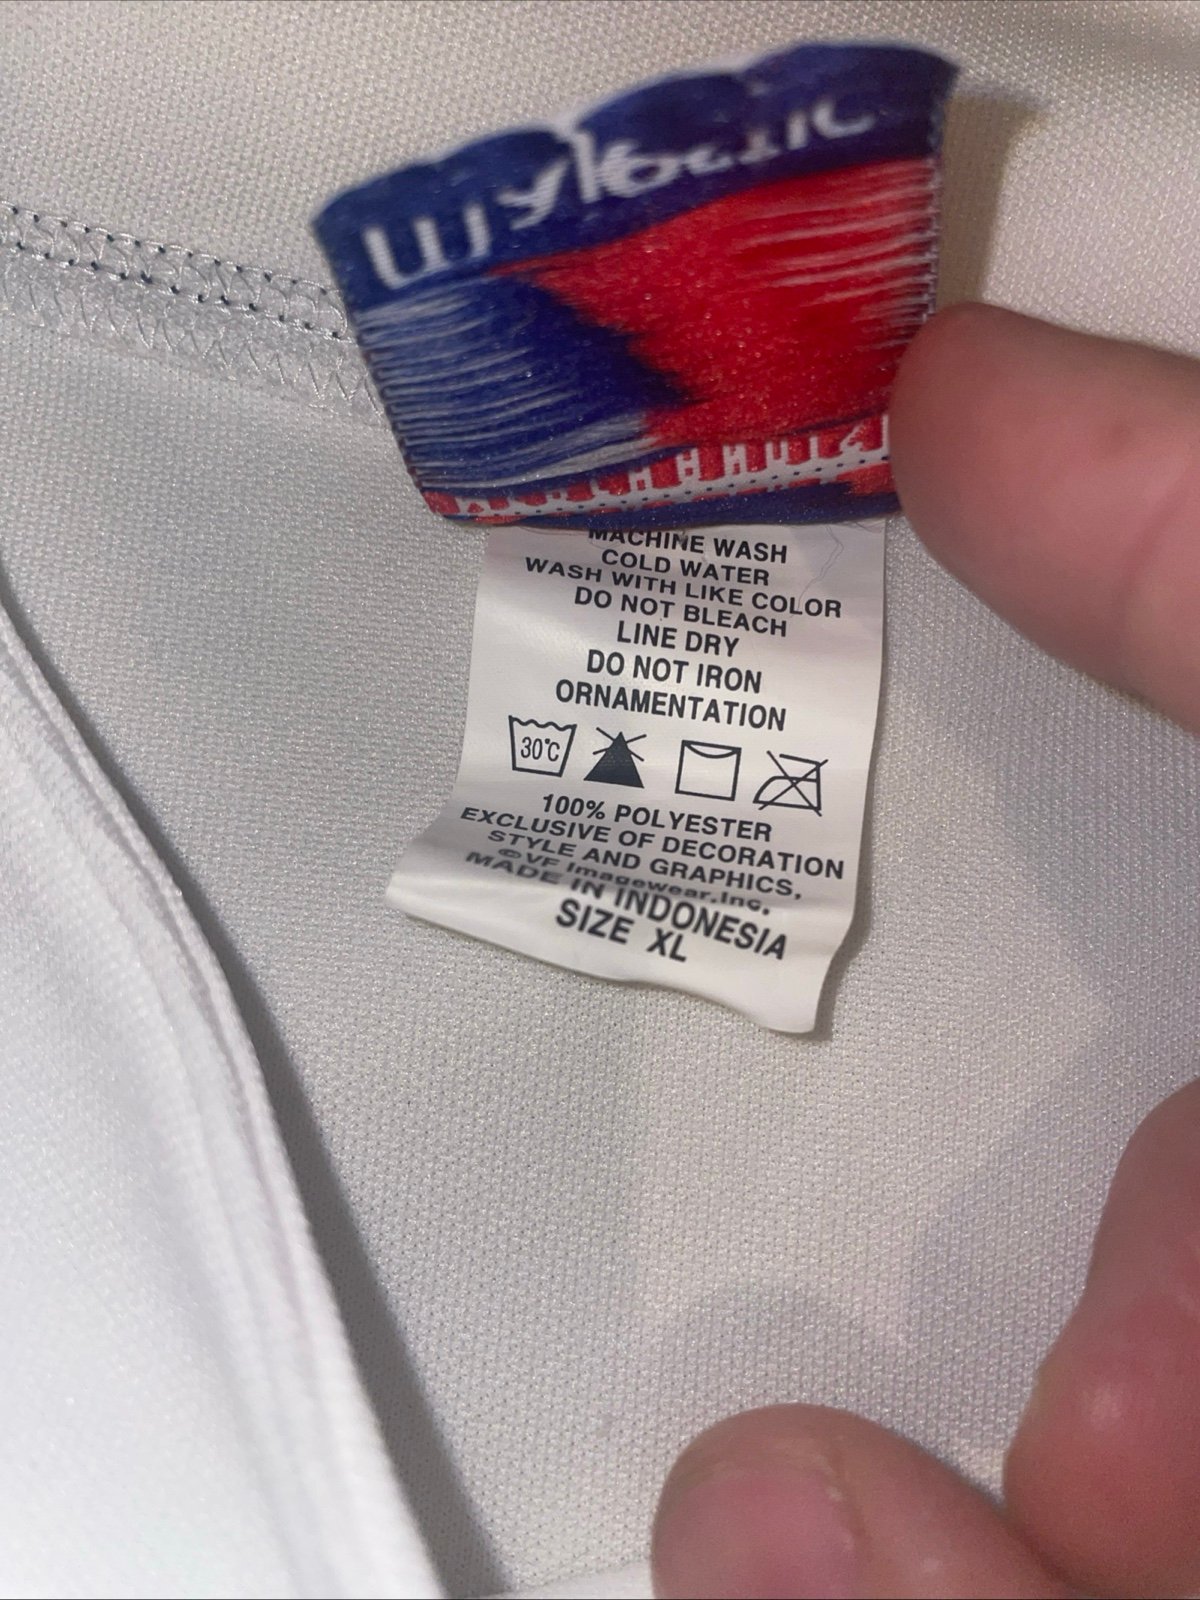 MACHINE WASH
COLD WATER
WASH WITH LIKE COLOR
DO NOT BLEACH
LINE DRY
DO NOT IRON
ORNAMENTATION
30°C
100% POLYESTER
EXCLUSIVE OF DECORATION
STYLE AND GRAPHICS,
©VF Imagewear,Inc.
MADE IN INDONESIA
SIZE XL